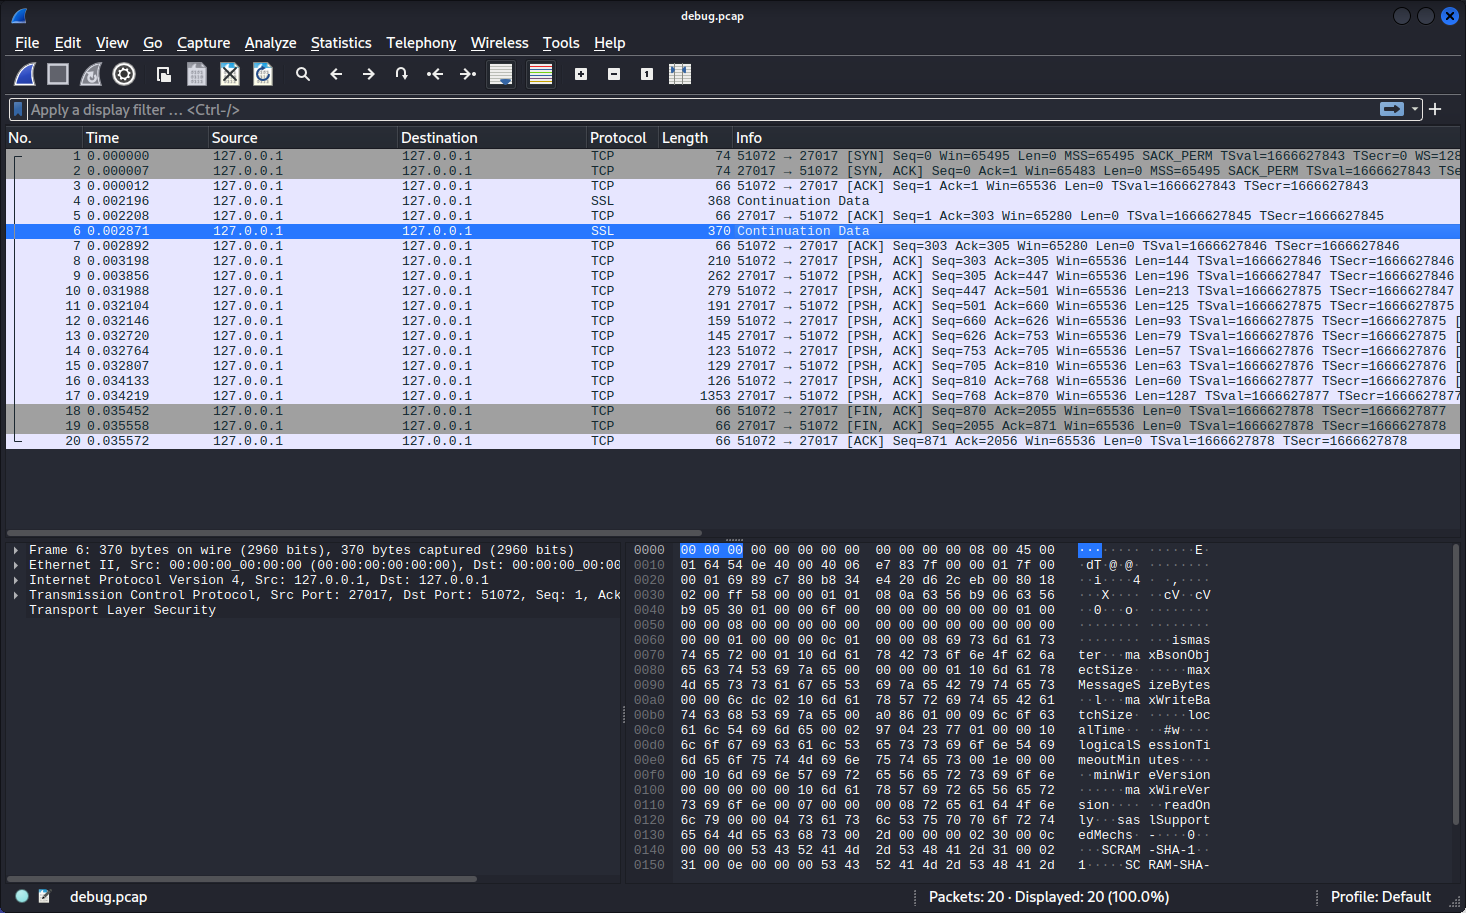 debug.pcap
File Edit View Go Capture Analyze Statistics Telephony Wireless Tools Help
Apply a display filter … <Ctrl-/>
No. Time Source Destination Protocol Length Info
1 0.000000 127.0.0.1 127.0.0.1 TCP 74 51072 → 27017 [SYN] Seq=0 Win=65495 Len=0 MSS=65495 SACK_PERM TSval=1666627843 TSecr=0 WS=128
2 0.000007 127.0.0.1 127.0.0.1 TCP 74 27017 → 51072 [SYN, ACK] Seq=0 Ack=1 Win=65483 Len=0 MSS=65495 SACK_PERM TSval=1666627843 TSe
3 0.000012 127.0.0.1 127.0.0.1 TCP 66 51072 → 27017 [ACK] Seq=1 Ack=1 Win=65536 Len=0 TSval=1666627843 TSecr=1666627843
4 0.002196 127.0.0.1 127.0.0.1 SSL 368 Continuation Data
5 0.002208 127.0.0.1 127.0.0.1 TCP 66 27017 → 51072 [ACK] Seq=1 Ack=303 Win=65280 Len=0 TSval=1666627845 TSecr=1666627845
6 0.002871 127.0.0.1 127.0.0.1 SSL 370 Continuation Data
7 0.002892 127.0.0.1 127.0.0.1 TCP 66 51072 → 27017 [ACK] Seq=303 Ack=305 Win=65280 Len=0 TSval=1666627846 TSecr=1666627846
8 0.003198 127.0.0.1 127.0.0.1 TCP 210 51072 → 27017 [PSH, ACK] Seq=303 Ack=305 Win=65536 Len=144 TSval=1666627846 TSecr=1666627846
9 0.003856 127.0.0.1 127.0.0.1 TCP 262 27017 → 51072 [PSH, ACK] Seq=305 Ack=447 Win=65536 Len=196 TSval=1666627847 TSecr=1666627846
10 0.031988 127.0.0.1 127.0.0.1 TCP 279 51072 → 27017 [PSH, ACK] Seq=447 Ack=501 Win=65536 Len=213 TSval=1666627875 TSecr=1666627847
11 0.032104 127.0.0.1 127.0.0.1 TCP 191 27017 → 51072 [PSH, ACK] Seq=501 Ack=660 Win=65536 Len=125 TSval=1666627875 TSecr=1666627875
12 0.032146 127.0.0.1 127.0.0.1 TCP 159 51072 → 27017 [PSH, ACK] Seq=660 Ack=626 Win=65536 Len=93 TSval=1666627875 TSecr=1666627875 [
13 0.032720 127.0.0.1 127.0.0.1 TCP 145 27017 → 51072 [PSH, ACK] Seq=626 Ack=753 Win=65536 Len=79 TSval=1666627876 TSecr=1666627875 [
14 0.032764 127.0.0.1 127.0.0.1 TCP 123 51072 → 27017 [PSH, ACK] Seq=753 Ack=705 Win=65536 Len=57 TSval=1666627876 TSecr=1666627876 [
15 0.032807 127.0.0.1 127.0.0.1 TCP 129 27017 → 51072 [PSH, ACK] Seq=705 Ack=810 Win=65536 Len=63 TSval=1666627876 TSecr=1666627876 [
16 0.034133 127.0.0.1 127.0.0.1 TCP 126 51072 → 27017 [PSH, ACK] Seq=810 Ack=768 Win=65536 Len=60 TSval=1666627877 TSecr=1666627876 [
17 0.034219 127.0.0.1 127.0.0.1 TCP 1353 27017 → 51072 [PSH, ACK] Seq=768 Ack=870 Win=65536 Len=1287 TSval=1666627877 TSecr=1666627877
18 0.035452 127.0.0.1 127.0.0.1 TCP 66 51072 → 27017 [FIN, ACK] Seq=870 Ack=2055 Win=65536 Len=0 TSval=1666627878 TSecr=1666627877
19 0.035558 127.0.0.1 127.0.0.1 TCP 66 27017 → 51072 [FIN, ACK] Seq=2055 Ack=871 Win=65536 Len=0 TSval=1666627878 TSecr=1666627878
20 0.035572 127.0.0.1 127.0.0.1 TCP 66 51072 → 27017 [ACK] Seq=871 Ack=2056 Win=65536 Len=0 TSval=1666627878 TSecr=1666627878
Frame 6: 370 bytes on wire (2960 bits), 370 bytes captured (2960 bits)
Ethernet II, Src: 00:00:00_00:00:00 (00:00:00:00:00:00), Dst: 00:00:00_00:00
Internet Protocol Version 4, Src: 127.0.0.1, Dst: 127.0.0.1
Transmission Control Protocol, Src Port: 27017, Dst Port: 51072, Seq: 1, Ack
Transport Layer Security
0000 00 00 00 00 00 00 00 00 00 00 00 00 08 00 45 00 ··············E·
0010 01 64 54 0e 40 00 40 06 e7 83 7f 00 00 01 7f 00 ·dT·@·@·········
0020 00 01 69 89 c7 80 b8 34 e4 20 d6 2c eb 00 80 18 ··i····4· ·,····
0030 02 00 ff 58 00 00 01 01 08 0a 63 56 b9 06 63 56 ···X······cV··cV
0040 b9 05 30 01 00 00 6f 00 00 00 00 00 00 00 01 00 ··0···o·········
0050 00 00 08 00 00 00 00 00 00 00 00 00 00 00 00 00 ················
0060 00 00 01 00 00 00 0c 01 00 00 08 69 73 6d 61 73 ···········ismas
0070 74 65 72 00 01 10 6d 61 78 42 73 6f 6e 4f 62 6a ter···maxBsonObj
0080 65 63 74 53 69 7a 65 00 00 00 00 01 10 6d 61 78 ectSize······max
0090 4d 65 73 73 61 67 65 53 69 7a 65 42 79 74 65 73 MessageSizeBytes
00a0 00 00 6c dc 02 10 6d 61 78 57 72 69 74 65 42 61 ··l···maxWriteBa
00b0 74 63 68 53 69 7a 65 00 a0 86 01 00 09 6c 6f 63 tchSize······loc
00c0 61 6c 54 69 6d 65 00 02 97 04 23 77 01 00 00 10 alTime····#w····
00d0 6c 6f 67 69 63 61 6c 53 65 73 73 69 6f 6e 54 69 logicalSessionTi
00e0 6d 65 6f 75 74 4d 69 6e 75 74 65 73 00 1e 00 00 meoutMinutes····
00f0 00 10 6d 69 6e 57 69 72 65 56 65 72 73 69 6f 6e ··minWireVersion
0100 00 00 00 00 00 10 6d 61 78 57 69 72 65 56 65 72 ······maxWireVer
0110 73 69 6f 6e 00 07 00 00 00 08 72 65 61 64 4f 6e sion······readOn
0120 6c 79 00 00 04 73 61 73 6c 53 75 70 70 6f 72 74 ly···saslSupport
0130 65 64 4d 65 63 68 73 00 2d 00 00 00 02 30 00 0c edMechs·-····0··
0140 00 00 00 53 43 52 41 4d 2d 53 48 41 2d 31 00 02 ···SCRAM-SHA-1··
0150 31 00 0e 00 00 00 53 43 52 41 4d 2d 53 48 41 2d 1·····SCRAM-SHA-
debug.pcap Packets: 20 · Displayed: 20 (100.0%) Profile: Default